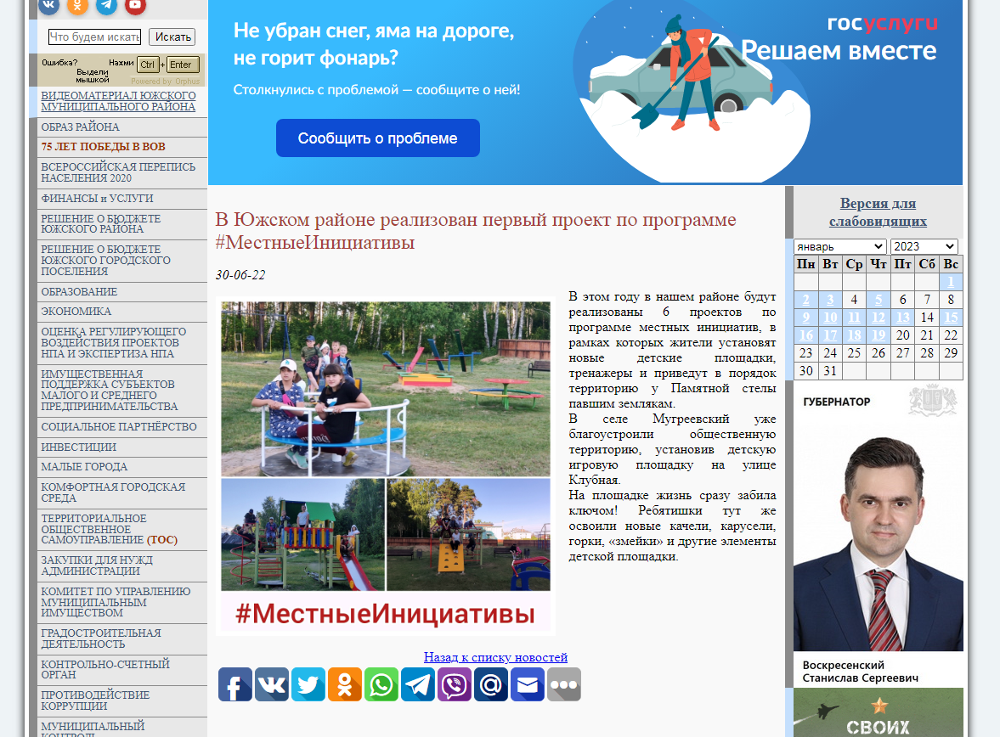 Что будем искать
Искать
Ошибка?
Нажми
Ctrl + Enter
Выдели
мышкой
Powered by Orphus
ВИДЕОМАТЕРИАЛ ЮЖСКОГО
МУНИЦИПАЛЬНОГО РАЙОНА
ОБРАЗ РАЙОНА
75 ЛЕТ ПОБЕДЫ В ВОВ
ВСЕРОССИЙСКАЯ ПЕРЕПИСЬ
НАСЕЛЕНИЯ 2020
ФИНАНСЫ и УСЛУГИ
РЕШЕНИЕ О БЮДЖЕТЕ
ЮЖСКОГО РАЙОНА
РЕШЕНИЕ О БЮДЖЕТЕ
ЮЖСКОГО ГОРОДСКОГО
ПОСЕЛЕНИЯ
ОБРАЗОВАНИЕ
ЭКОНОМИКА
ОЦЕНКА РЕГУЛИРУЮЩЕГО
ВОЗДЕЙСТВИЯ ПРОЕКТОВ
НПА И ЭКСПЕРТИЗА НПА
ИМУЩЕСТВЕННАЯ
ПОДДЕРЖКА СУБЪЕКТОВ
МАЛОГО И СРЕДНЕГО
ПРЕДПРИНИМАТЕЛЬСТВА
СОЦИАЛЬНОЕ ПАРТНЁРСТВО
ИНВЕСТИЦИИ
МАЛЫЕ ГОРОДА
КОМФОРТНАЯ ГОРОДСКАЯ
СРЕДА
ТЕРРИТОРИАЛЬНОЕ
ОБЩЕСТВЕННОЕ
САМОУПРАВЛЕНИЕ (ТОС)
ЗАКУПКИ ДЛЯ НУЖД
АДМИНИСТРАЦИИ
КОМИТЕТ ПО УПРАВЛЕНИЮ
МУНИЦИПАЛЬНЫМ
ИМУЩЕСТВОМ
ГРАДОСТРОИТЕЛЬНАЯ
ДЕЯТЕЛЬНОСТЬ
КОНТРОЛЬНО-СЧЕТНЫЙ
ОРГАН
ПРОТИВОДЕЙСТВИЕ
КОРРУПЦИИ
МУНИЦИПАЛЬНЫЙ
КОНТРОЛЬ
Не убран снег, яма на дороге,
не горит фонарь?
Столкнулись с проблемой — сообщите о ней!
Сообщить о проблеме
госуслуги
Решаем вместе
В Южском районе реализован первый проект по программе
#МестныеИнициативы
30-06-22
#МестныеИнициативы
В этом году в нашем районе будут
реализованы 6 проектов по
программе местных инициатив, в
рамках которых жители установят
новые детские площадки,
тренажеры и приведут в порядок
территорию у Памятной стелы
павшим землякам.
В селе Мугреевский уже
благоустроили общественную
территорию, установив детскую
игровую площадку на улице
Клубная.
На площадке жизнь сразу забила
ключом! Ребятишки тут же
освоили новые качели, карусели,
горки, «змейки» и другие элементы
детской площадки.
Назад к списку новостей
Версия для
слабовидящих
январь 2023
Пн Вт Ср Чт Пт Сб Вс
1
2 3 4 5 6 7 8
9 10 11 12 13 14 15
16 17 18 19 20 21 22
23 24 25 26 27 28 29
30 31
ГУБЕРНАТОР
Воскресенский
Станислав Сергеевич
СВОИХ